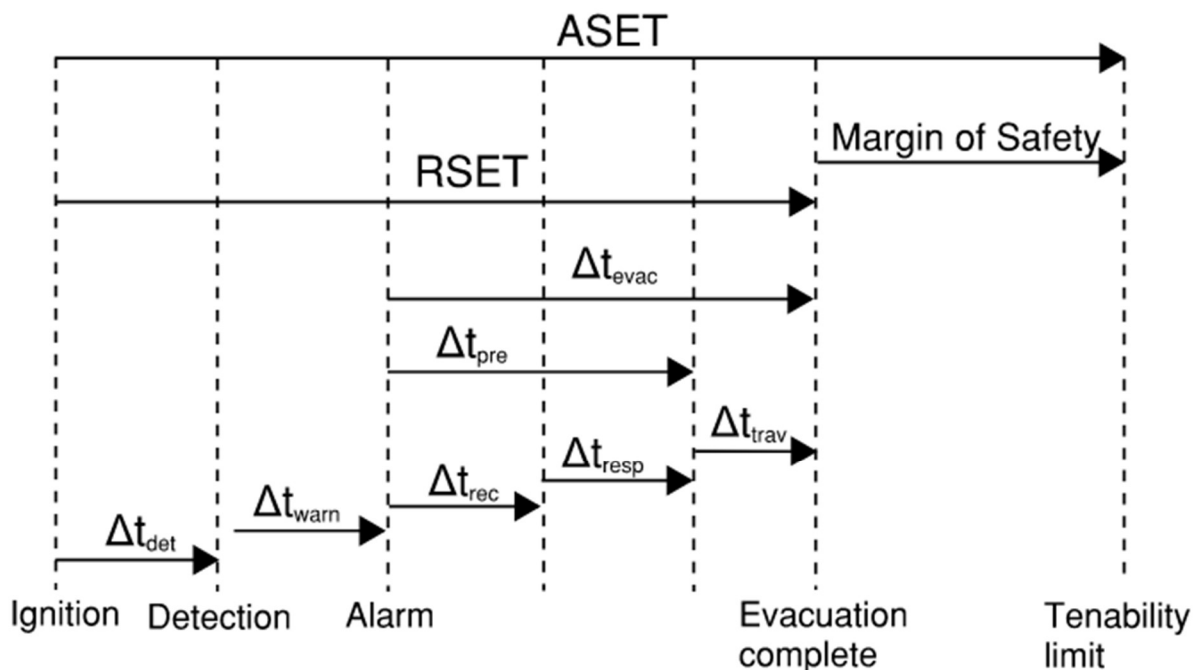 ASET
Margin of Safety
RSET
Δtevac
Δtpre
Δttrav
Δtresp
Δtrec
Δtwarn
Δtdet
Ignition
Detection
Alarm
Evacuation
complete
Tenability
limit